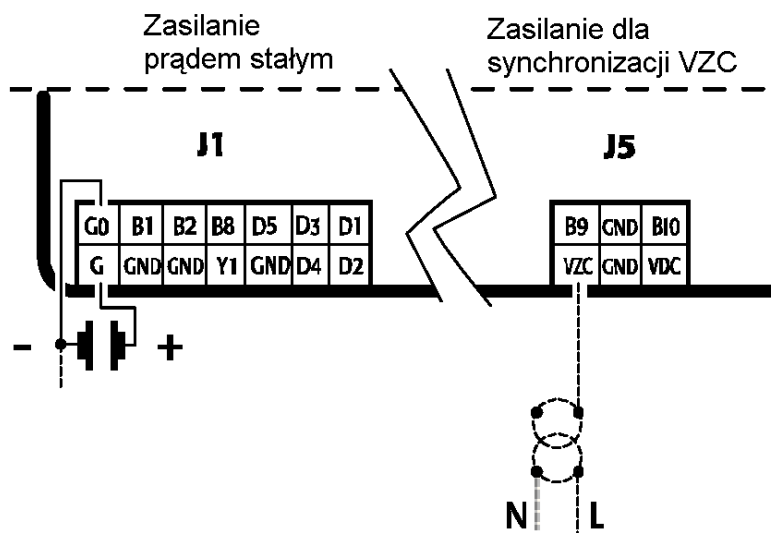 Zasilanie
prądem stałym
Zasilanie dla
synchronizacji VZC
J1
J5
G0 B1 B2 B8 D5 D3 D1
G GND GND Y1 GND D4 D2
B9 GND B10
VZC GND VDC
- +
N L